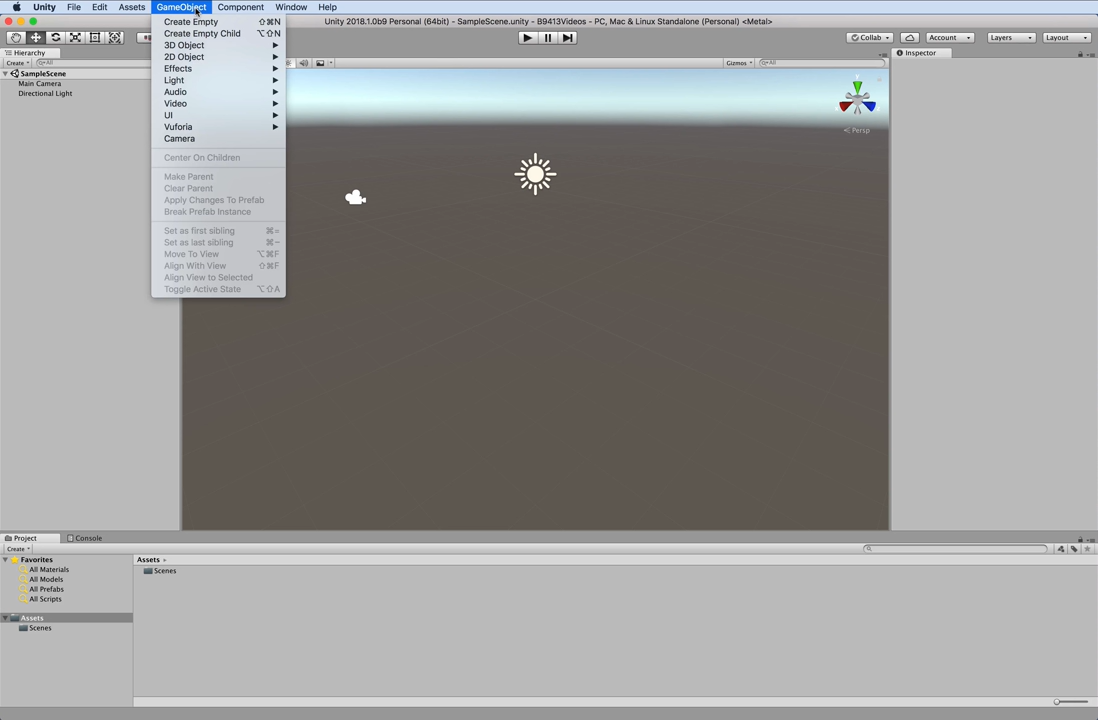 Unity File Edit Assets GameObject Component Window Help
Unity 2018.1.0b9 Personal (64bit) - SampleScene.unity - B9413Videos - PC, Mac & Linux Standalone (Personal) <Metal>
Collab Account Layers Layout
Hierarchy
Create All
SampleScene
Main Camera
Directional Light
Create Empty ⇧⌘N
Create Empty Child ⌥⇧N
3D Object
2D Object
Effects
Light
Audio
Video
UI
Vuforia
Camera
Center On Children
Make Parent
Clear Parent
Apply Changes To Prefab
Break Prefab Instance
Set as first sibling ⌘=
Set as last sibling ⌘-
Move To View ⌥⌘F
Align With View ⇧⌘F
Align View to Selected
Toggle Active State ⌥⇧A
Gizmos All
Persp
Inspector
Project Console
Create
Favorites
All Materials
All Models
All Prefabs
All Scripts
Assets
Scenes
Assets
Scenes